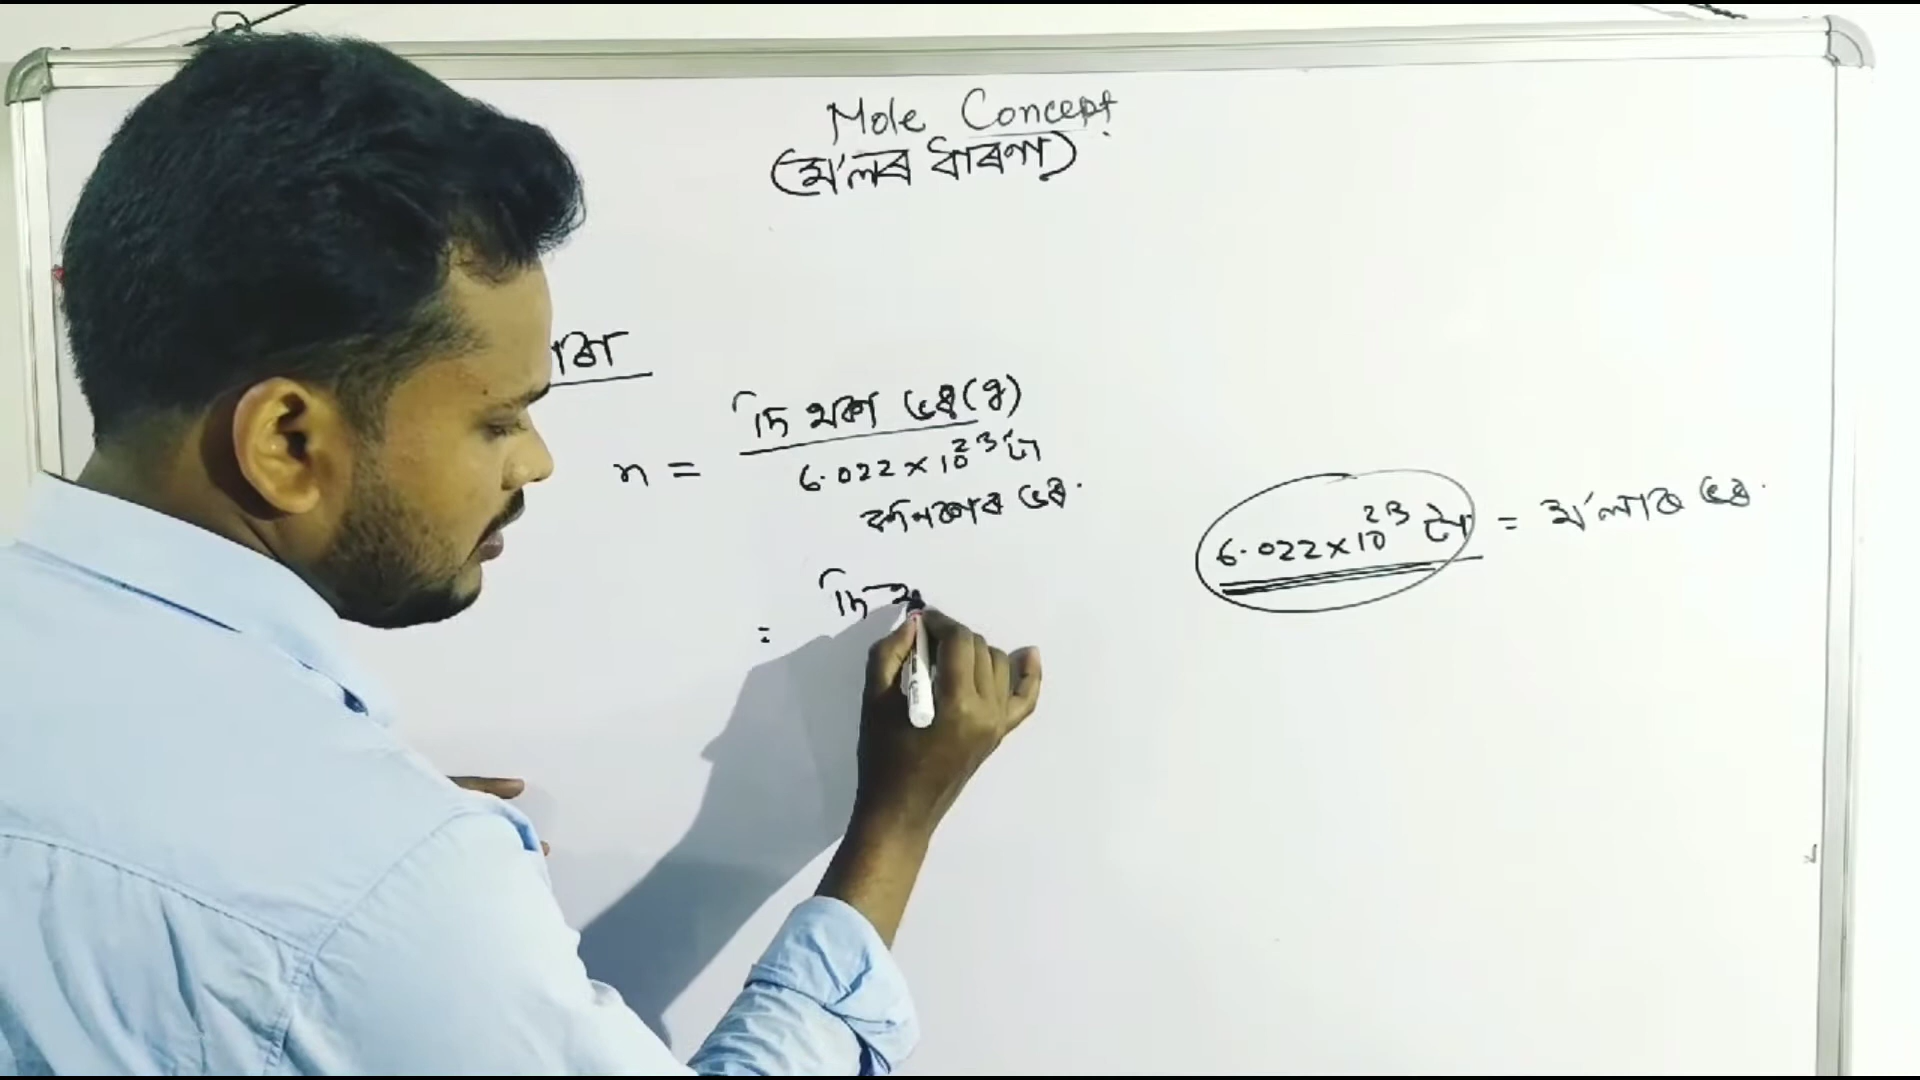 Mole Concept
(ম'লৰ ধাৰণা)
n = দি থকা ভৰ(g)
6.022 × 10²³ টা
কণিকাৰ ভৰ
6.022 × 10²³ টা = ম'লাৰ ভৰ
= দি থ